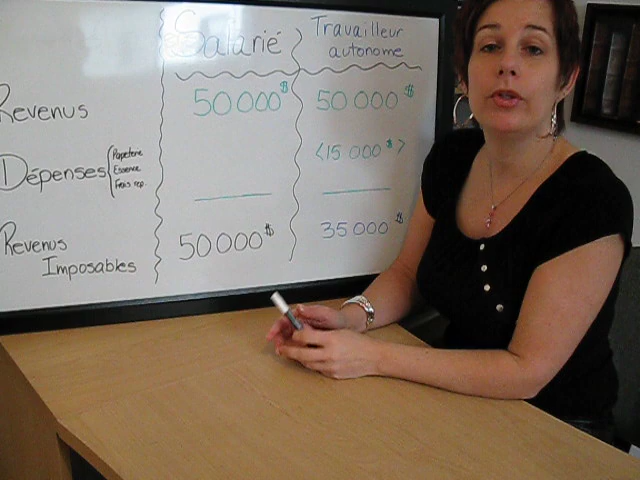 Salarié Travailleur autonome
Revenus 50 000$ 50 000$
Dépenses { Papeterie
Essence
Frais rep. <15 000$>
Revenus Imposables 50 000$ 35 000$